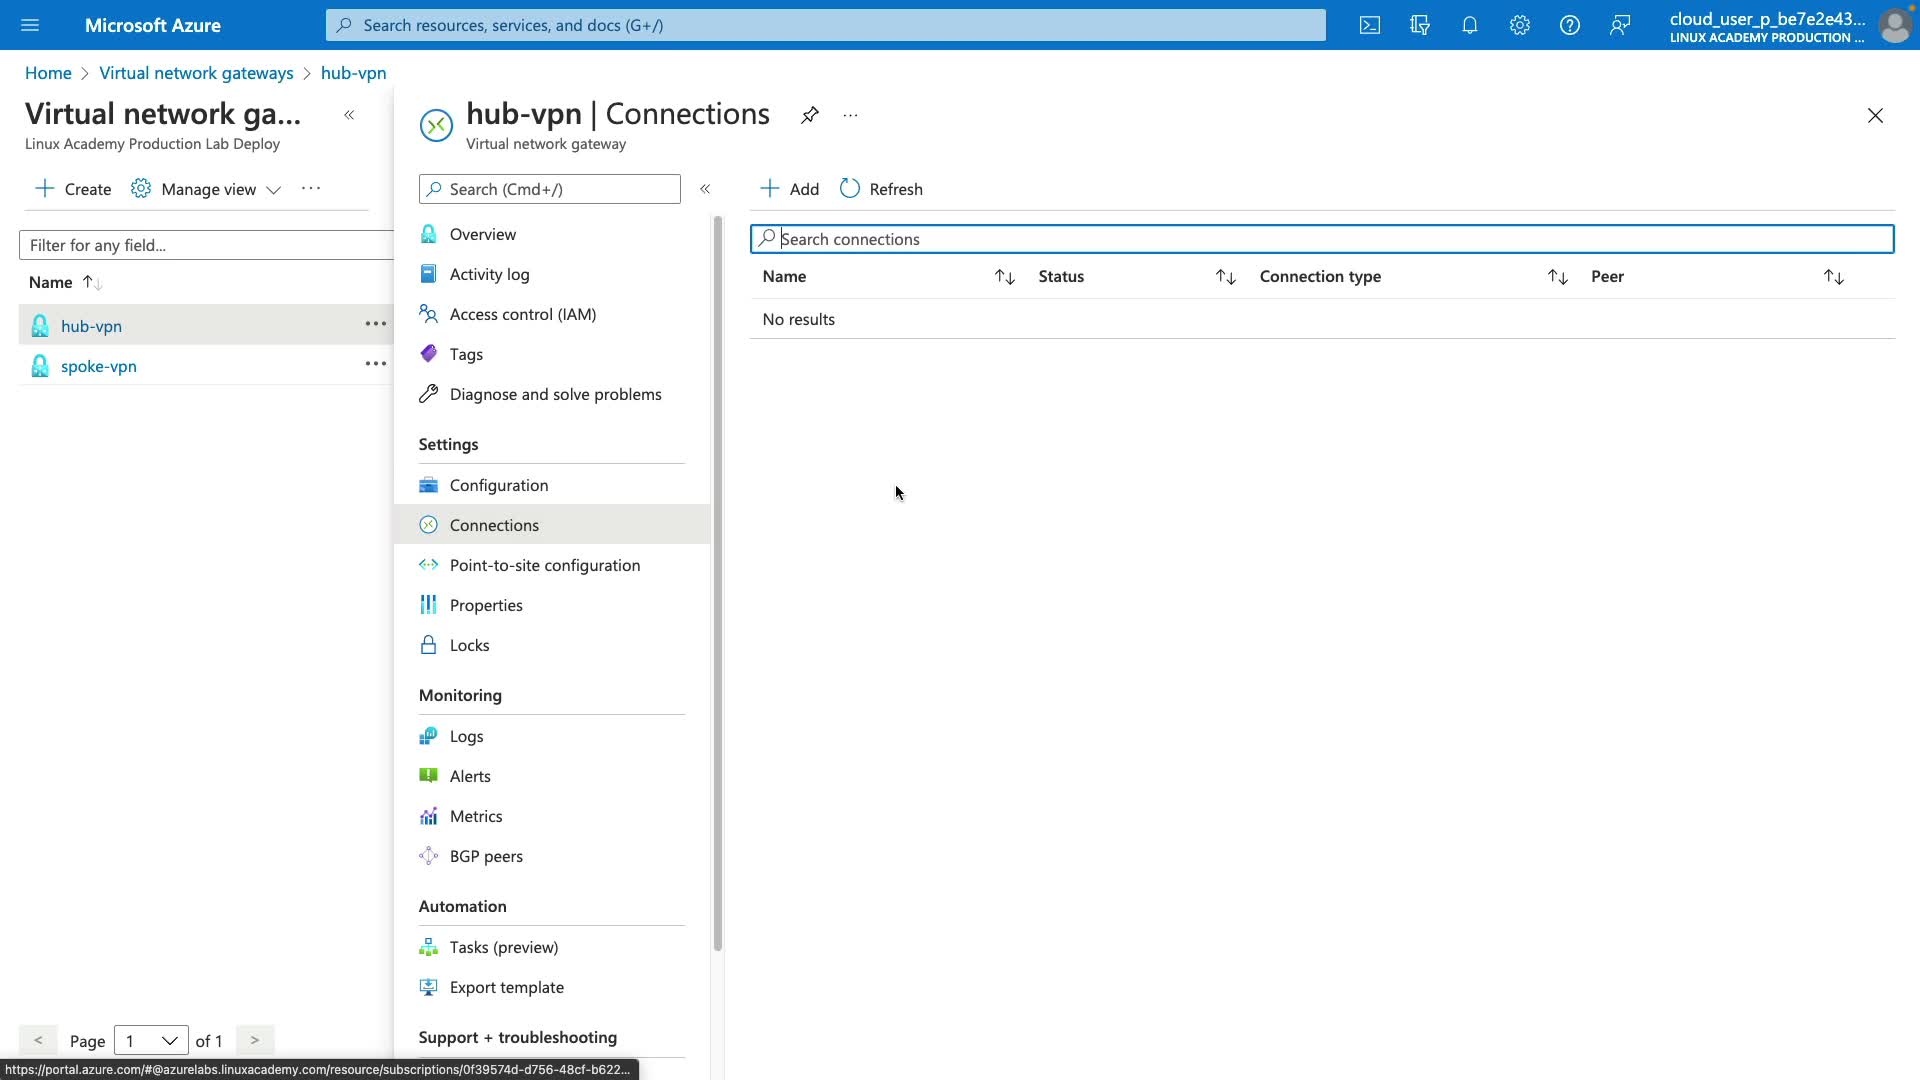 Microsoft Azure
Search resources, services, and docs (G+/)
cloud_user_p_be7e2e43...
LINUX ACADEMY PRODUCTION ...
Home > Virtual network gateways > hub-vpn
Virtual network ga...
Linux Academy Production Lab Deploy
Create
Manage view
Filter for any field...
Name
hub-vpn
spoke-vpn
< Page 1 of 1 >
hub-vpn | Connections
Virtual network gateway
Search (Cmd+/)
Overview
Activity log
Access control (IAM)
Tags
Diagnose and solve problems
Settings
Configuration
Connections
Point-to-site configuration
Properties
Locks
Monitoring
Logs
Alerts
Metrics
BGP peers
Automation
Tasks (preview)
Export template
Support + troubleshooting
Add
Refresh
Search connections
Name Status Connection type Peer
No results
https://portal.azure.com/#@azurelabs.linuxacademy.com/resource/subscriptions/0f39574d-d756-48cf-b622...